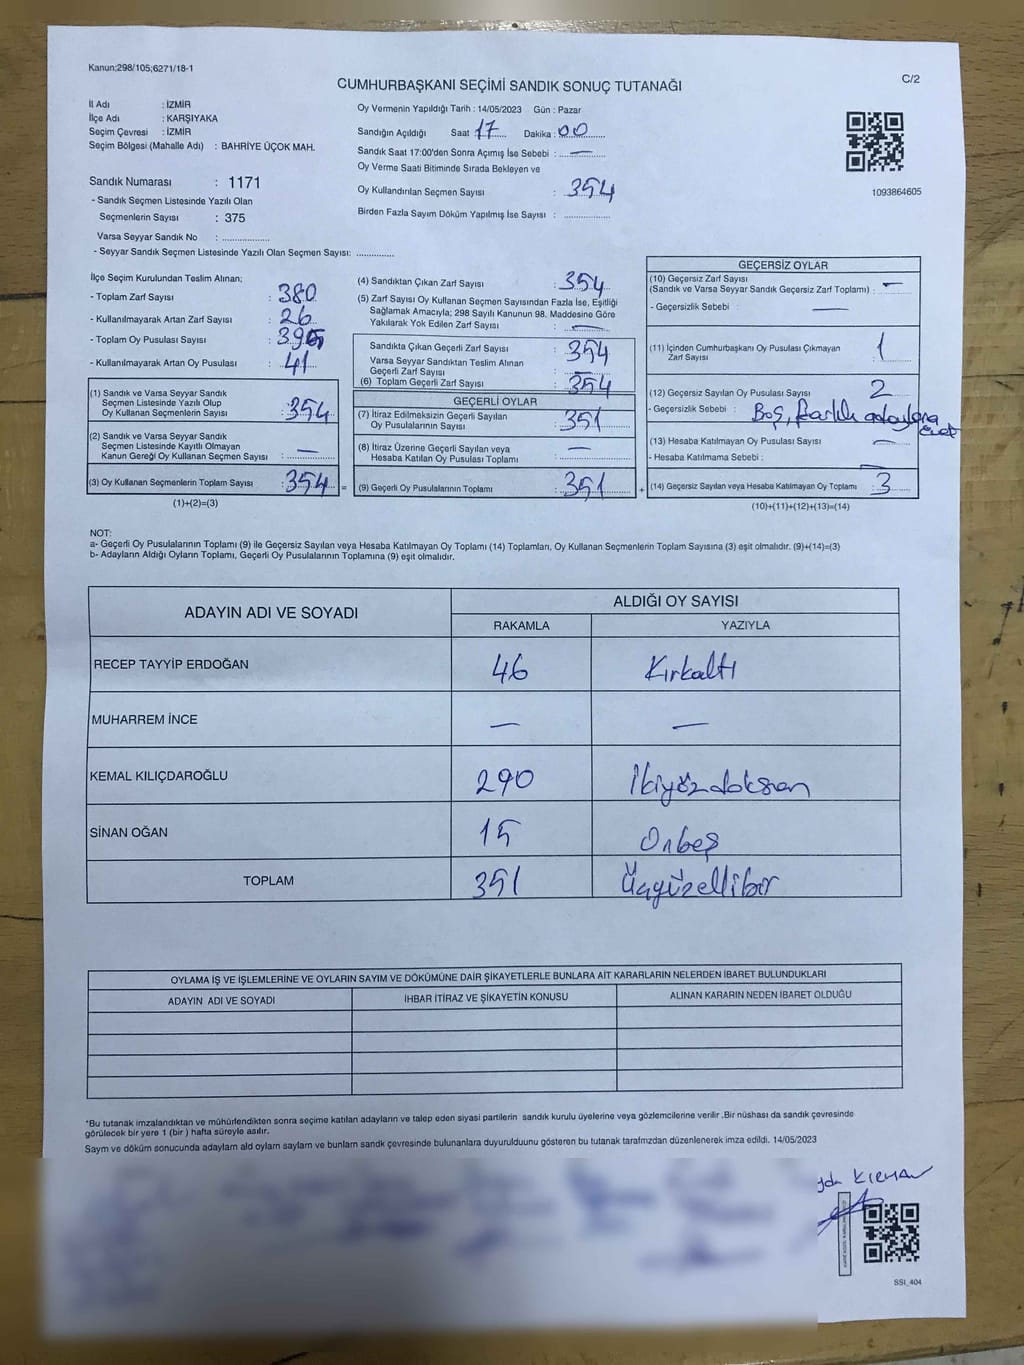 Kanun:298/105;6271/18-1
CUMHURBAŞKANI SEÇİMİ SANDIK SONUÇ TUTANAĞI
C/2
İl Adı : İZMİR
İlçe Adı : KARŞIYAKA
Seçim Çevresi : İZMİR
Seçim Bölgesi (Mahalle Adı) : BAHRİYE ÜÇOK MAH.
Sandık Numarası : 1171
- Sandık Seçmen Listesinde Yazılı Olan
Seçmenlerin Sayısı : 375
Varsa Seyyar Sandık No : ..................
- Seyyar Sandık Seçmen Listesinde Yazılı Olan Seçmen Sayısı: .............
Oy Vermenin Yapıldığı Tarih : 14/05/2023 Gün : Pazar
Sandığın Açıldığı Saat 17 Dakika : 00
Sandık Saat 17:00'den Sonra Açımış İse Sebebi : —
Oy Verme Saati Bitiminde Sırada Bekleyen ve
Oy Kullandırılan Seçmen Sayısı : 354
Birden Fazla Sayım Döküm Yapılmış İse Sayısı : ..............
1093864605
İlçe Seçim Kurulundan Teslim Alınan;
- Toplam Zarf Sayısı : 380
- Kullanılmayarak Artan Zarf Sayısı : 26
- Toplam Oy Pusulası Sayısı : 395
- Kullanılmayarak Artan Oy Pusulası : 41
(1) Sandık ve Varsa Seyyar Sandık
Seçmen Listesinde Yazılı Olup
Oy Kullanan Seçmenlerin Sayısı : 354
(2) Sandık ve Varsa Seyyar Sandık
Seçmen Listesinde Kayıtlı Olmayan
Kanun Gereği Oy Kullanan Seçmen Sayısı : —
(3) Oy Kullanan Seçmenlerin Toplam Sayısı : 354 =
(1)+(2)=(3)
(4) Sandıktan Çıkan Zarf Sayısı : 354
(5) Zarf Sayısı Oy Kullanan Seçmen Sayısından Fazla İse, Eşitliği
Sağlamak Amacıyla; 298 Sayılı Kanunun 98. Maddesine Göre
Yakılarak Yok Edilen Zarf Sayısı : —
Sandıkta Çıkan Geçerli Zarf Sayısı : 354
Varsa Seyyar Sandıktan Teslim Alınan
Geçerli Zarf Sayısı : —
(6) Toplam Geçerli Zarf Sayısı : 354
GEÇERLİ OYLAR
(7) İtiraz Edilmeksizin Geçerli Sayılan
Oy Pusulalarının Sayısı : 351
(8) İtiraz Üzerine Geçerli Sayılan veya
Hesaba Katılan Oy Pusulası Toplamı : —
(9) Geçerli Oy Pusulalarının Toplamı : 351 +
GEÇERSİZ OYLAR
(10) Geçersiz Zarf Sayısı
(Sandık ve Varsa Seyyar Sandık Geçersiz Zarf Toplamı) : —
- Geçersizlik Sebebi : —
(11) İçinden Cumhurbaşkanı Oy Pusulası Çıkmayan
Zarf Sayısı : 1
(12) Geçersiz Sayılan Oy Pusulası Sayısı : 2
- Geçersizlik Sebebi : Boş, farklı adaylara
evet
(13) Hesaba Katılmayan Oy Pusulası Sayısı : —
- Hesaba Katılmama Sebebi : —
(14) Geçersiz Sayılan veya Hesaba Katılmayan Oy Toplamı : 3
(10)+(11)+(12)+(13)=(14)
NOT:
a- Geçerli Oy Pusulalarının Toplamı (9) ile Geçersiz Sayılan veya Hesaba Katılmayan Oy Toplamı (14) Toplamları, Oy Kullanan Seçmenlerin Toplam Sayısına (3) eşit olmalıdır. (9)+(14)=(3)
b- Adayların Aldığı Oyların Toplamı, Geçerli Oy Pusulalarının Toplamına (9) eşit olmalıdır.
ADAYIN ADI VE SOYADI
ALDIĞI OY SAYISI
RAKAMLA YAZIYLA
RECEP TAYYİP ERDOĞAN 46 Kırkaltı
MUHARREM İNCE — —
KEMAL KILIÇDAROĞLU 290 İkiyüzdoksan
SİNAN OĞAN 15 Onbeş
TOPLAM 351 Üçyüzellibir
OYLAMA İŞ VE İŞLEMLERİNE VE OYLARIN SAYIM VE DÖKÜMÜNE DAİR ŞİKAYETLERLE BUNLARA AİT KARARLARIN NELERDEN İBARET BULUNDUKLARI
ADAYIN ADI VE SOYADI İHBAR İTİRAZ VE ŞİKAYETİN KONUSU ALINAN KARARIN NEDEN İBARET OLDUĞU
*Bu tutanak imzalandıktan ve mühürlendikten sonra seçime katılan adayların ve talep eden siyasi partilerin sandık kurulu üyelerine veya gözlemcilerine verilir .Bir nüshası da sandık çevresinde
görülecek bir yere 1 (bir ) hafta süreyle asılır.
Saym ve döküm sonucunda adaylarn ald oylarn saylarn ve bunlarn sandk çevresinde bulunanlara duyurulduunu gösteren bu tutanak tarafmzdan düzenlenerek imza edildi. 14/05/2023
SSI_404